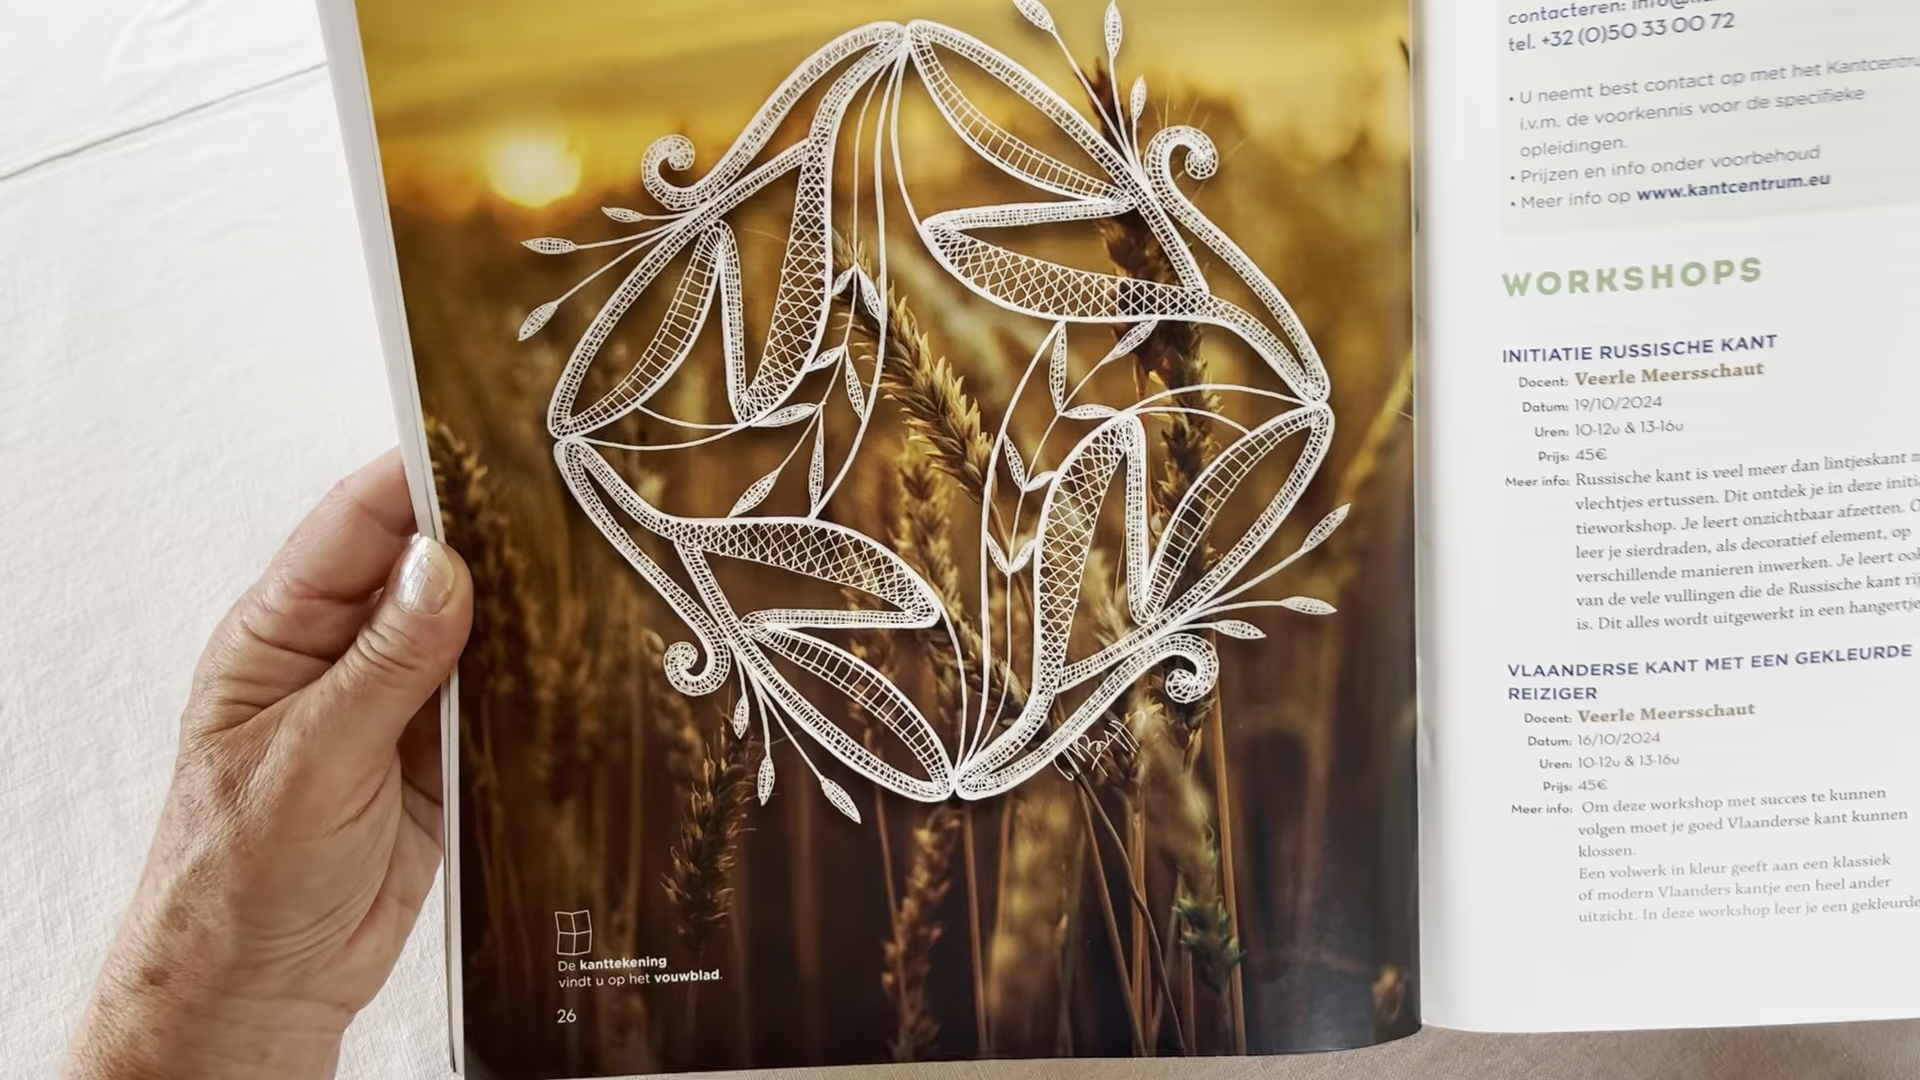 De kanttekening
vindt u op het vouwblad.
26
contacteren:
tel. +32 (0)50 33 00 72
• U neemt best contact op met het Kantcentru
i.v.m. de voorkennis voor de specifieke
opleidingen.
• Prijzen en info onder voorbehoud
• Meer info op www.kantcentrum.eu
WORKSHOPS
INITIATIE RUSSISCHE KANT
Docent: Veerle Meersschaut
Datum: 19/10/2024
Uren: 10-12u & 13-16u
Prijs: 45€
Meer info: Russische kant is veel meer dan lintjeskant
vlechtjes ertussen. Dit ontdek je in deze initia
tieworkshop. Je leert onzichtbaar afzetten. O
leer je sierdraden, als decoratief element, op
verschillende manieren inwerken. Je leert ook
van de vele vullingen die de Russische kant rij
is. Dit alles wordt uitgewerkt in een hangertje
VLAANDERSE KANT MET EEN GEKLEURDE
REIZIGER
Docent: Veerle Meersschaut
Datum: 16/10/2024
Uren: 10-12u & 13-16u
Prijs: 45€
Meer info: Om deze workshop met succes te kunnen
volgen moet je goed Vlaanderse kant kunnen
klossen.
Een volwerk in kleur geeft aan een klassiek
of modern Vlaanders kantje een heel ander
uitzicht. In deze workshop leer je een gekleurde